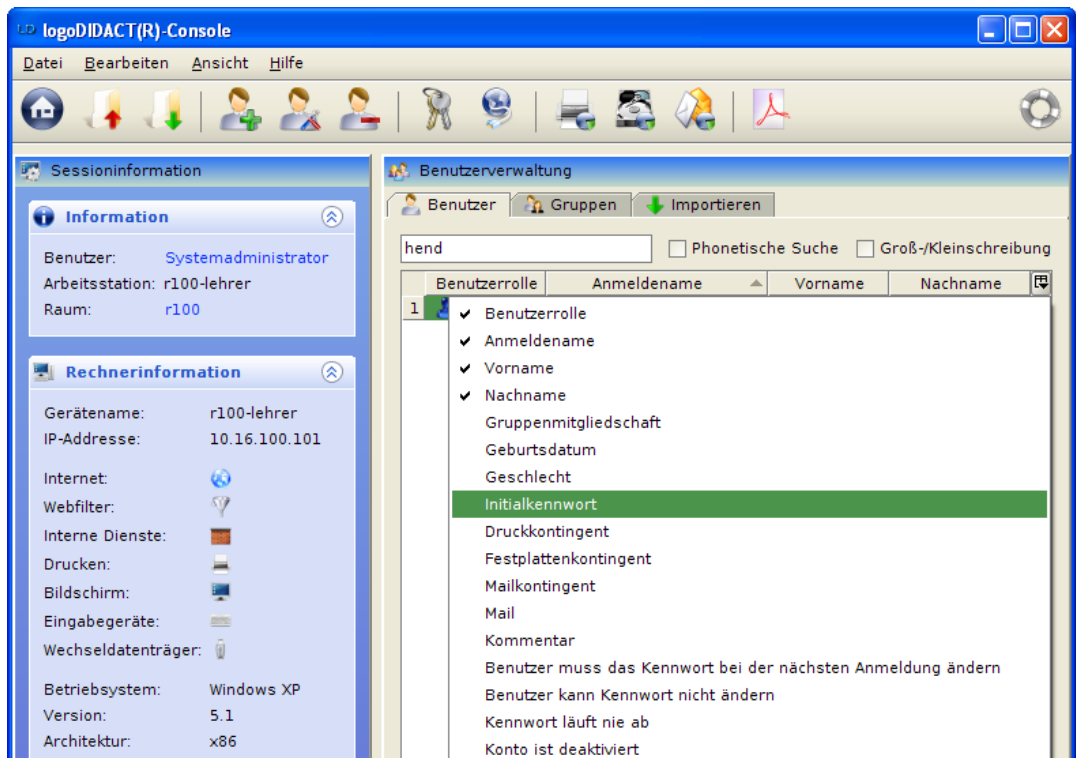 LD logoDIDACT(R)-Console
Datei Bearbeiten Ansicht Hilfe
Sessioninformation
Information
Benutzer: Systemadministrator
Arbeitsstation: r100-lehrer
Raum: r100
Rechnerinformation
Gerätename: r100-lehrer
IP-Addresse: 10.16.100.101
Internet:
Webfilter:
Interne Dienste:
Drucken:
Bildschirm:
Eingabegeräte:
Wechseldatenträger:
Betriebsystem: Windows XP
Version: 5.1
Architektur: x86
Benutzerverwaltung
Benutzer Gruppen Importieren
hend Phonetische Suche Groß-/Kleinschreibung
Benutzerrolle Anmeldename Vorname Nachname
1
Benutzerrolle
Anmeldename
Vorname
Nachname
Gruppenmitgliedschaft
Geburtsdatum
Geschlecht
Initialkennwort
Druckkontingent
Festplattenkontingent
Mailkontingent
Mail
Kommentar
Benutzer muss das Kennwort bei der nächsten Anmeldung ändern
Benutzer kann Kennwort nicht ändern
Kennwort läuft nie ab
Konto ist deaktiviert